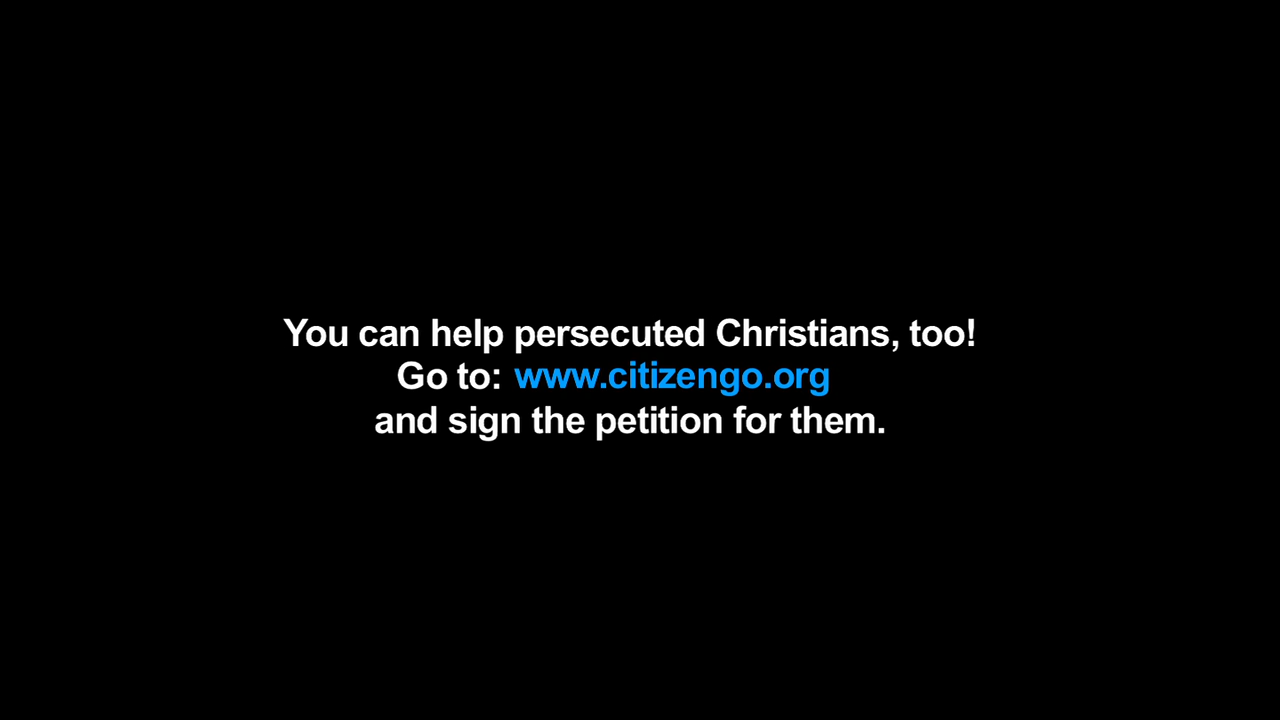 You can help persecuted Christians, too!
Go to: www.citizengo.org
and sign the petition for them.